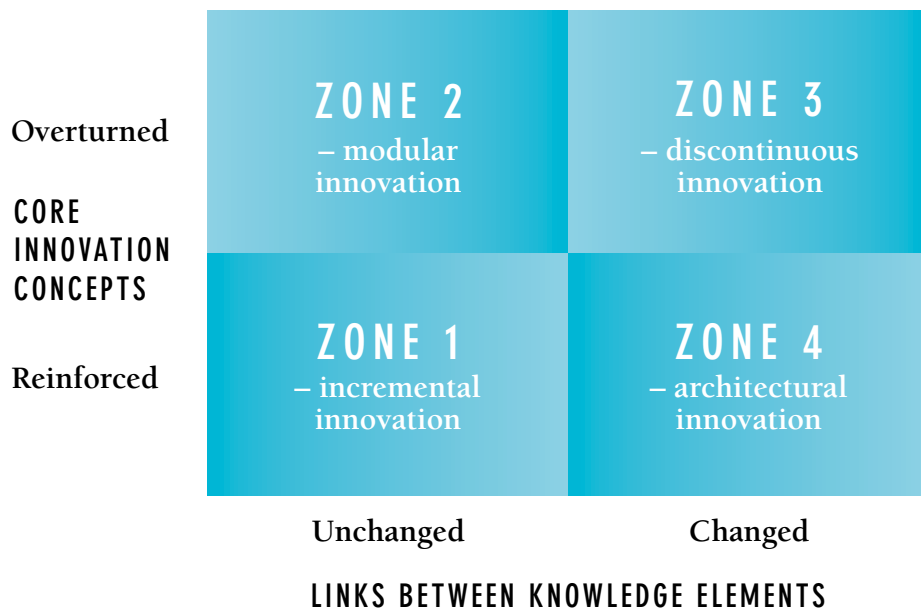 Overturned
CORE
INNOVATION
CONCEPTS
Reinforced
ZONE 2
– modular
innovation
ZONE 3
– discontinuous
innovation
ZONE 1
– incremental
innovation
ZONE 4
– architectural
innovation
Unchanged
Changed
LINKS BETWEEN KNOWLEDGE ELEMENTS